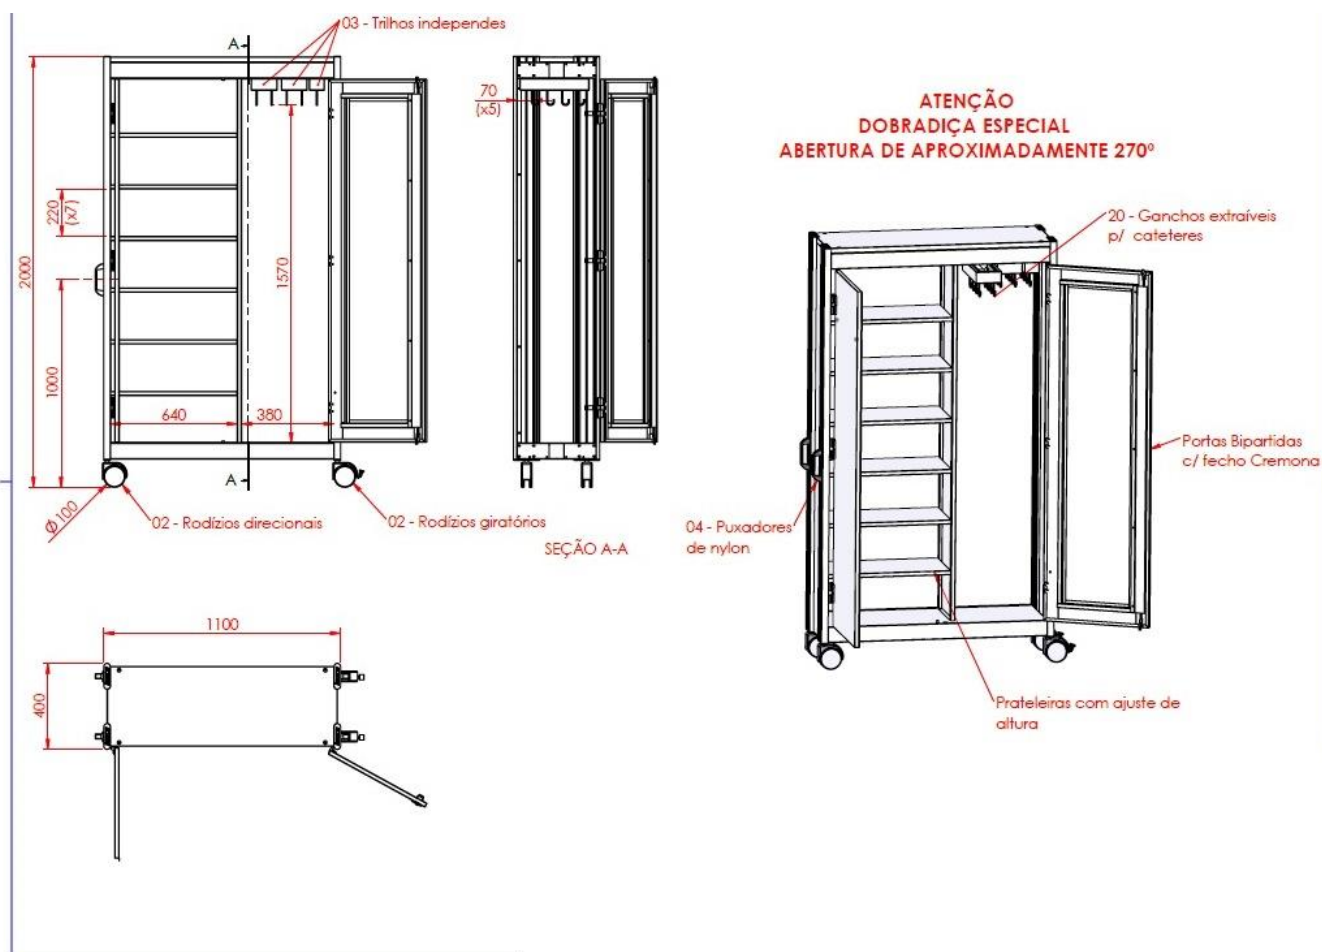 03 - Trilhos independes
A
70
(x5)
ATENÇÃO
DOBRADIÇA ESPECIAL
ABERTURA DE APROXIMADAMENTE 270º
220
(x7)
2000
1570
1000
640
380
A
Ø100
02 - Rodízios direcionais
02 - Rodízios giratórios
SEÇÃO A-A
20 - Ganchos extraíveis
p/ cateteres
Portas Bipartidas
c/ fecho Cremona
04 - Puxadores
de nylon
Prateleiras com ajuste de
altura
1100
400